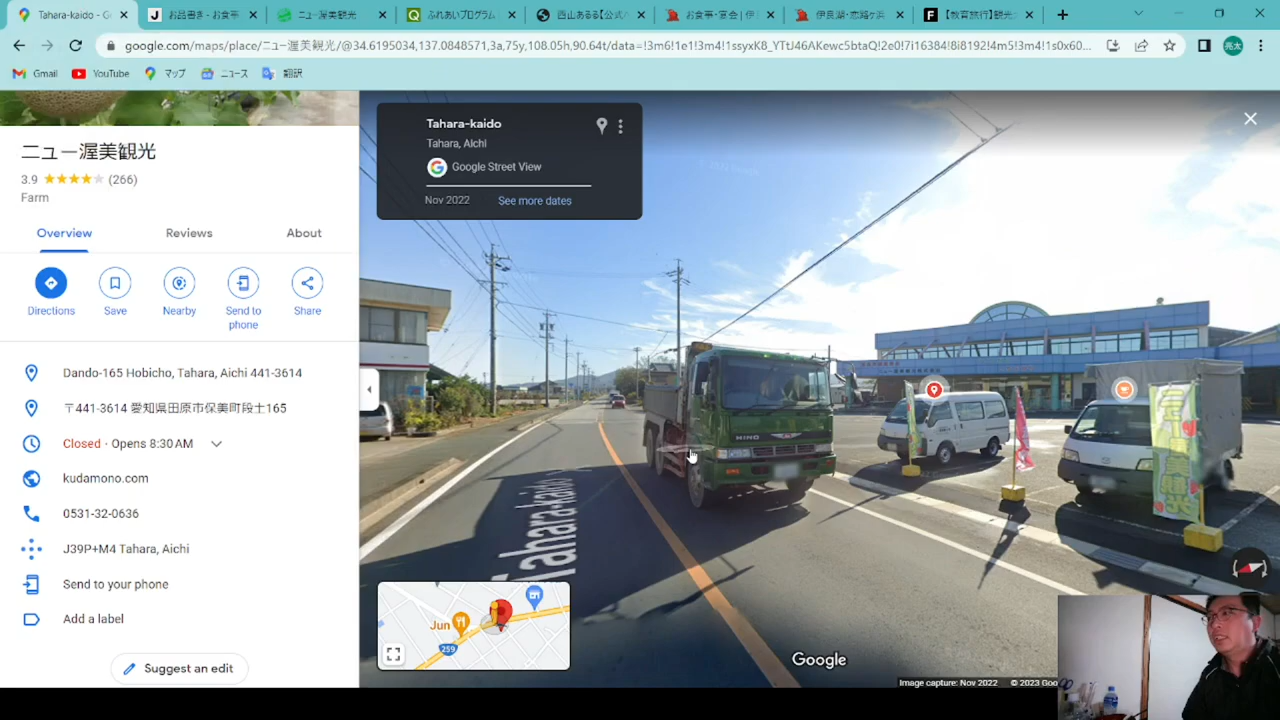 Tahara-kaido - G
お品書き - お食事
ニュー渥美観光
ふれあいプログラム
西山あるる【公式ハ
お食事・宴会 | 伊
伊良湖・恋路ヶ浜
【教育旅行】観光
google.com/maps/place/ニュー渥美観光/@34.6195034,137.0848571,3a,75y,108.05h,90.64t/data=!3m6!1e1!3m4!1ssyxK8_YTtJ46AKewc5btaQ!2e0!7i16384!8i8192!4m5!3m4!1s0x60...
亮太
Gmail
YouTube
マップ
ニュース
翻訳
ニュー渥美観光
3.9 (266)
Farm
Overview
Reviews
About
Directions
Save
Nearby
Send to phone
Share
Dando-165 Hobicho, Tahara, Aichi 441-3614
〒441-3614 愛知県田原市保美町段土165
Closed · Opens 8:30 AM
kudamono.com
0531-32-0636
J39P+M4 Tahara, Aichi
Send to your phone
Add a label
Suggest an edit
Tahara-kaido
Tahara, Aichi
Google Street View
Nov 2022
See more dates
HINO
Tahara-kaido
Jun
259
Google
Image capture: Nov 2022
© 2023 Goo